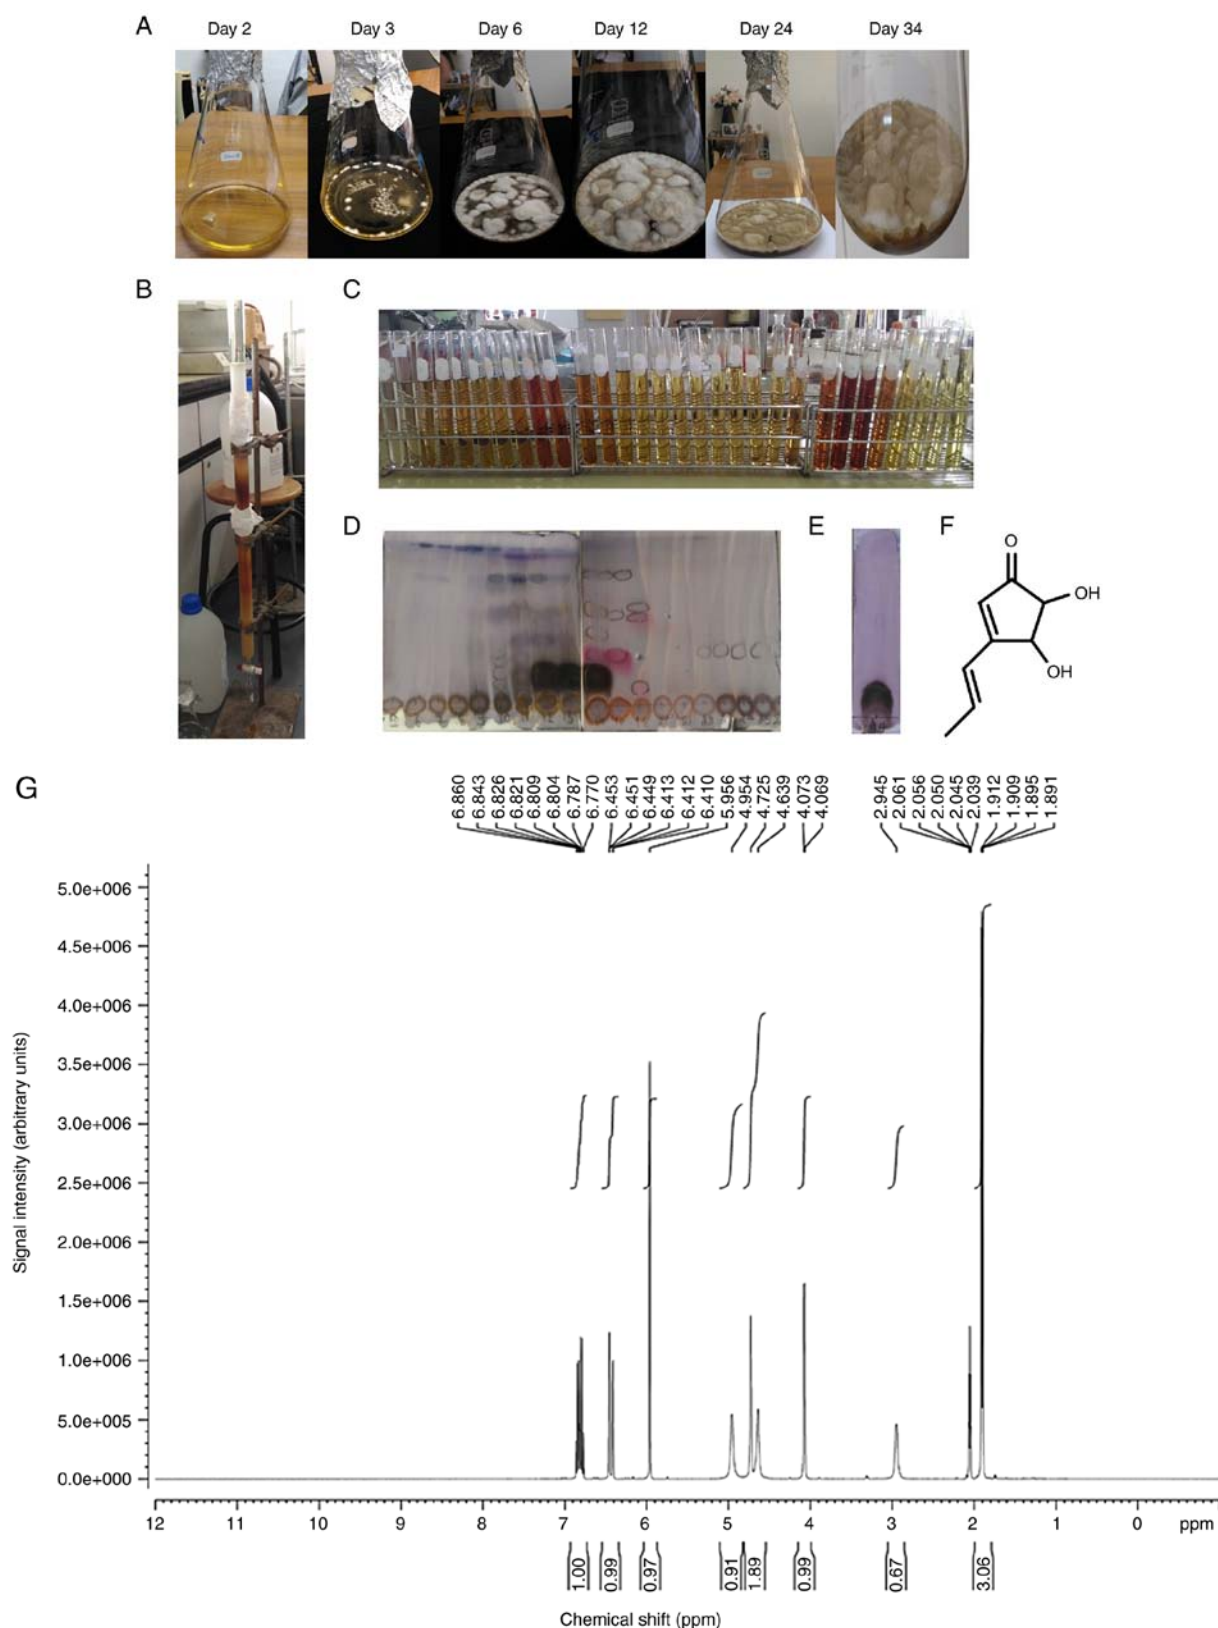 A
Day 2 Day 3 Day 6 Day 12 Day 24 Day 34
B
C
D
E
F
O
OH
OH
G
6.860
6.843
6.826
6.821
6.809
6.804
6.787
6.770
6.453
6.451
6.449
6.413
6.412
6.410
5.956
4.954
4.725
4.639
4.073
4.069
2.945
2.061
2.056
2.050
2.045
2.039
1.912
1.909
1.895
1.891
Signal intensity (arbitrary units)
5.0e+006
4.5e+006
4.0e+006
3.5e+006
3.0e+006
2.5e+006
2.0e+006
1.5e+006
1.0e+006
5.0e+005
0.0e+000
12 11 10 9 8 7 6 5 4 3 2 1 0 ppm
1.00 0.99 0.97 0.91 1.89 0.99 0.67 3.06
Chemical shift (ppm)